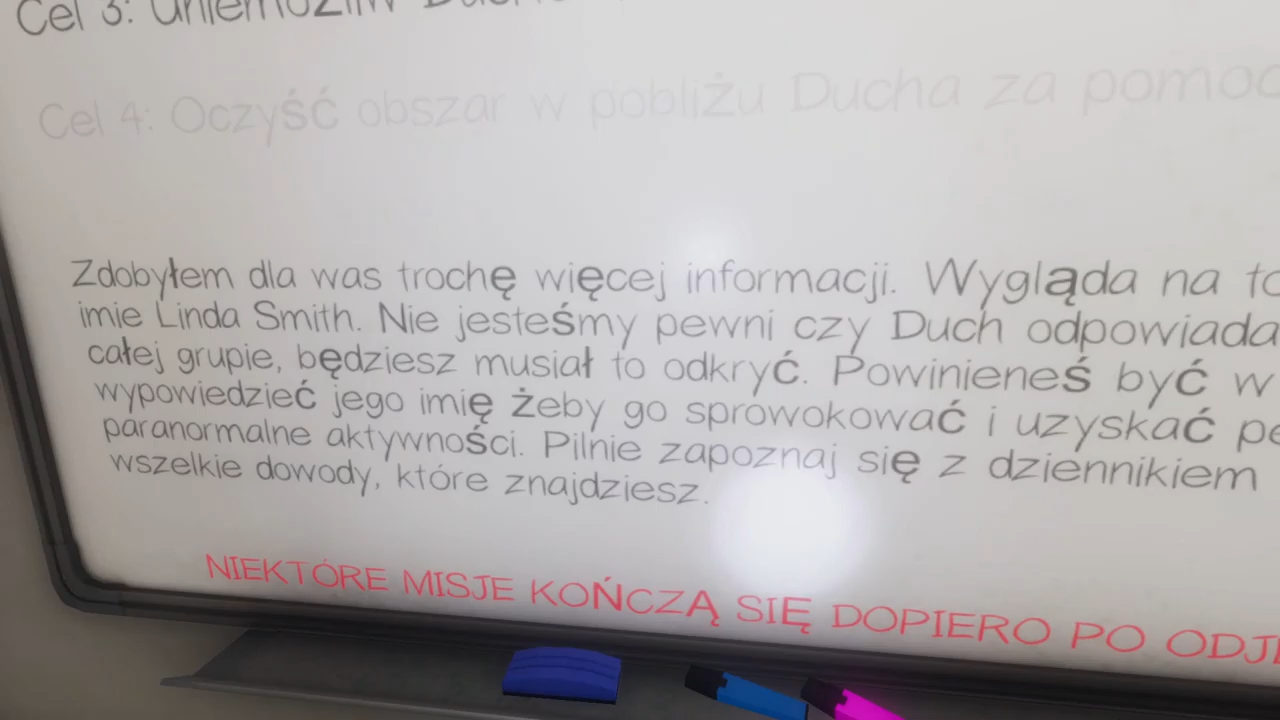 Cel 3:
Cel 4: Oczyść obszar w pobliżu Ducha za
Zdobyłem dla was trochę więcej informacji. Wygląda na
imie Linda Smith. Nie jesteśmy pewni czy Duch odpowiada
całej grupie, będziesz musiał to odkryć. Powinieneś być w
wypowiedzieć jego imię żeby go sprowokować i uzyskać
paranormalne aktywności. Pilnie zapoznaj się z dziennikiem
wszelkie dowody, które znajdziesz.
NIEKTÓRE MISJE KOŃCZĄ SIĘ DOPIERO PO